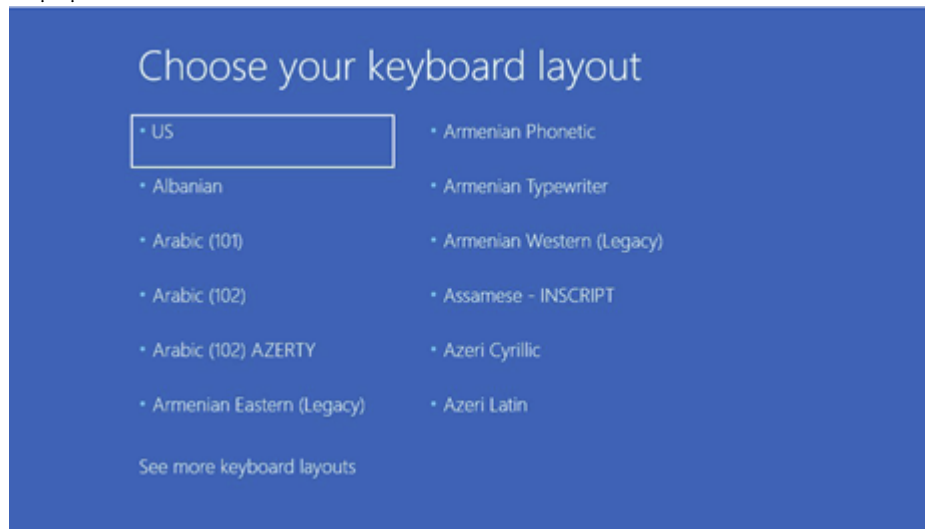 Choose your keyboard layout
• US
• Albanian
• Arabic (101)
• Arabic (102)
• Arabic (102) AZERTY
• Armenian Eastern (Legacy)
• Armenian Phonetic
• Armenian Typewriter
• Armenian Western (Legacy)
• Assamese - INSCRIPT
• Azeri Cyrillic
• Azeri Latin
See more keyboard layouts